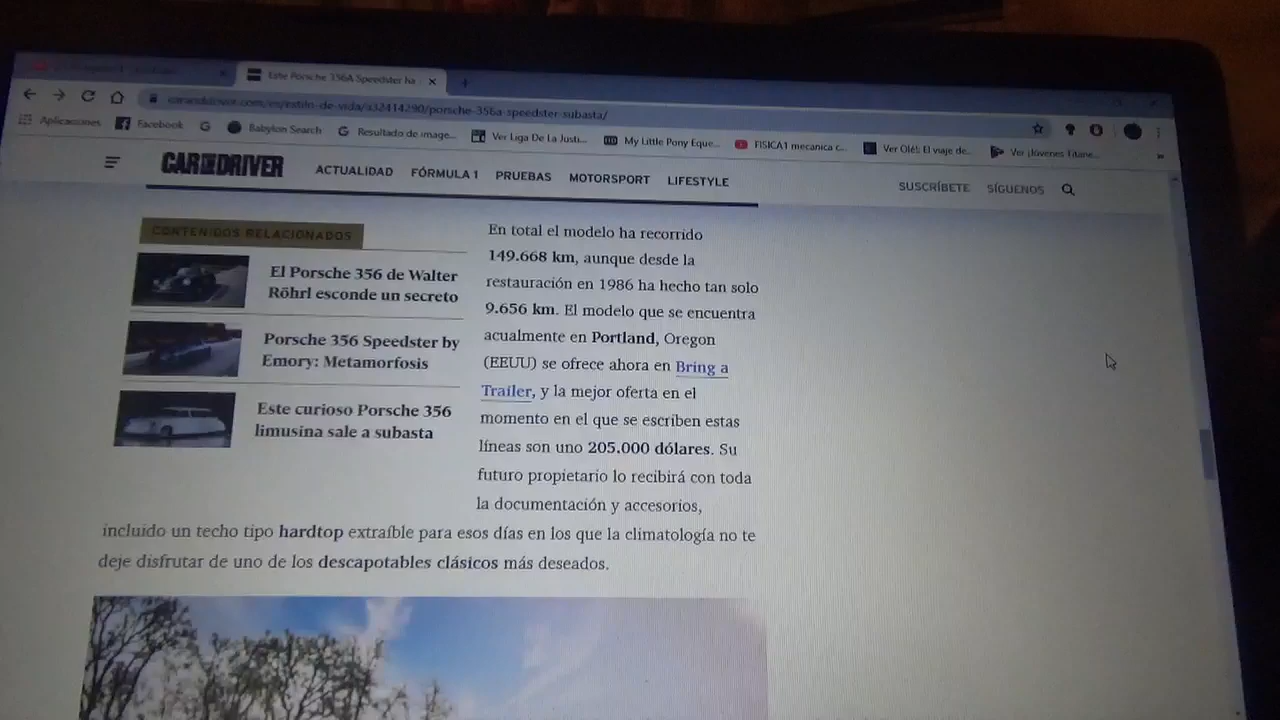 Este Porsche 356A Speedster ha
caranddriver.com/es/estilo-de-vida/a32414290/porsche-356a-speedster-subasta/
Aplicaciones
Facebook
Babylon Search
Resultado de image...
Ver Liga De La Justi...
My Little Pony Eque...
FISICA1 mecanica c...
Ver Olé!: El viaje de...
Ver ¡Jóvenes Titane...
CAR AND DRIVER
ACTUALIDAD FÓRMULA 1 PRUEBAS MOTORSPORT LIFESTYLE
SUSCRÍBETE SÍGUENOS
CONTENIDOS RELACIONADOS
El Porsche 356 de Walter
Röhrl esconde un secreto
Porsche 356 Speedster by
Emory: Metamorfosis
Este curioso Porsche 356
limusina sale a subasta
En total el modelo ha recorrido
149.668 km, aunque desde la
restauración en 1986 ha hecho tan solo
9.656 km. El modelo que se encuentra
acualmente en Portland, Oregon
(EEUU) se ofrece ahora en Bring a
Trailer, y la mejor oferta en el
momento en el que se escriben estas
líneas son uno 205.000 dólares. Su
futuro propietario lo recibirá con toda
la documentación y accesorios,
incluido un techo tipo hardtop extraíble para esos días en los que la climatología no te
deje disfrutar de uno de los descapotables clásicos más deseados.